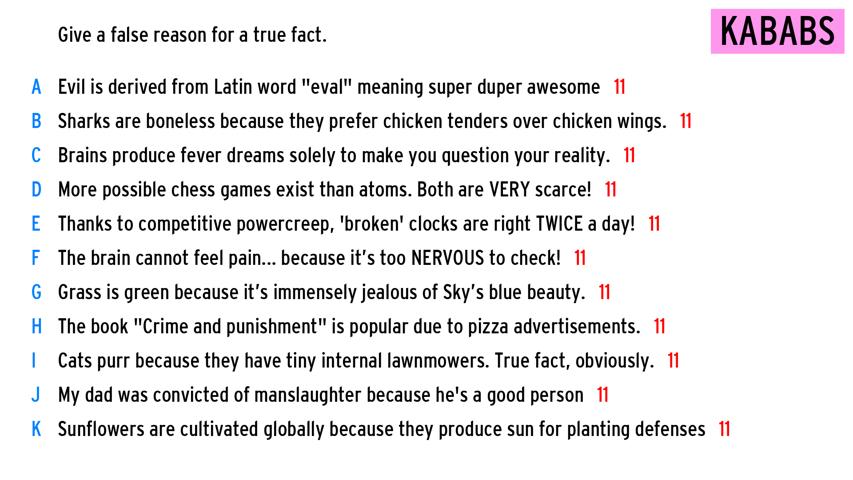 Give a false reason for a true fact.
KABABS
A Evil is derived from Latin word "eval" meaning super duper awesome 11
B Sharks are boneless because they prefer chicken tenders over chicken wings. 11
C Brains produce fever dreams solely to make you question your reality. 11
D More possible chess games exist than atoms. Both are VERY scarce! 11
E Thanks to competitive powercreep, 'broken' clocks are right TWICE a day! 11
F The brain cannot feel pain... because it's too NERVOUS to check! 11
G Grass is green because it's immensely jealous of Sky's blue beauty. 11
H The book "Crime and punishment" is popular due to pizza advertisements. 11
I Cats purr because they have tiny internal lawnmowers. True fact, obviously. 11
J My dad was convicted of manslaughter because he's a good person 11
K Sunflowers are cultivated globally because they produce sun for planting defenses 11